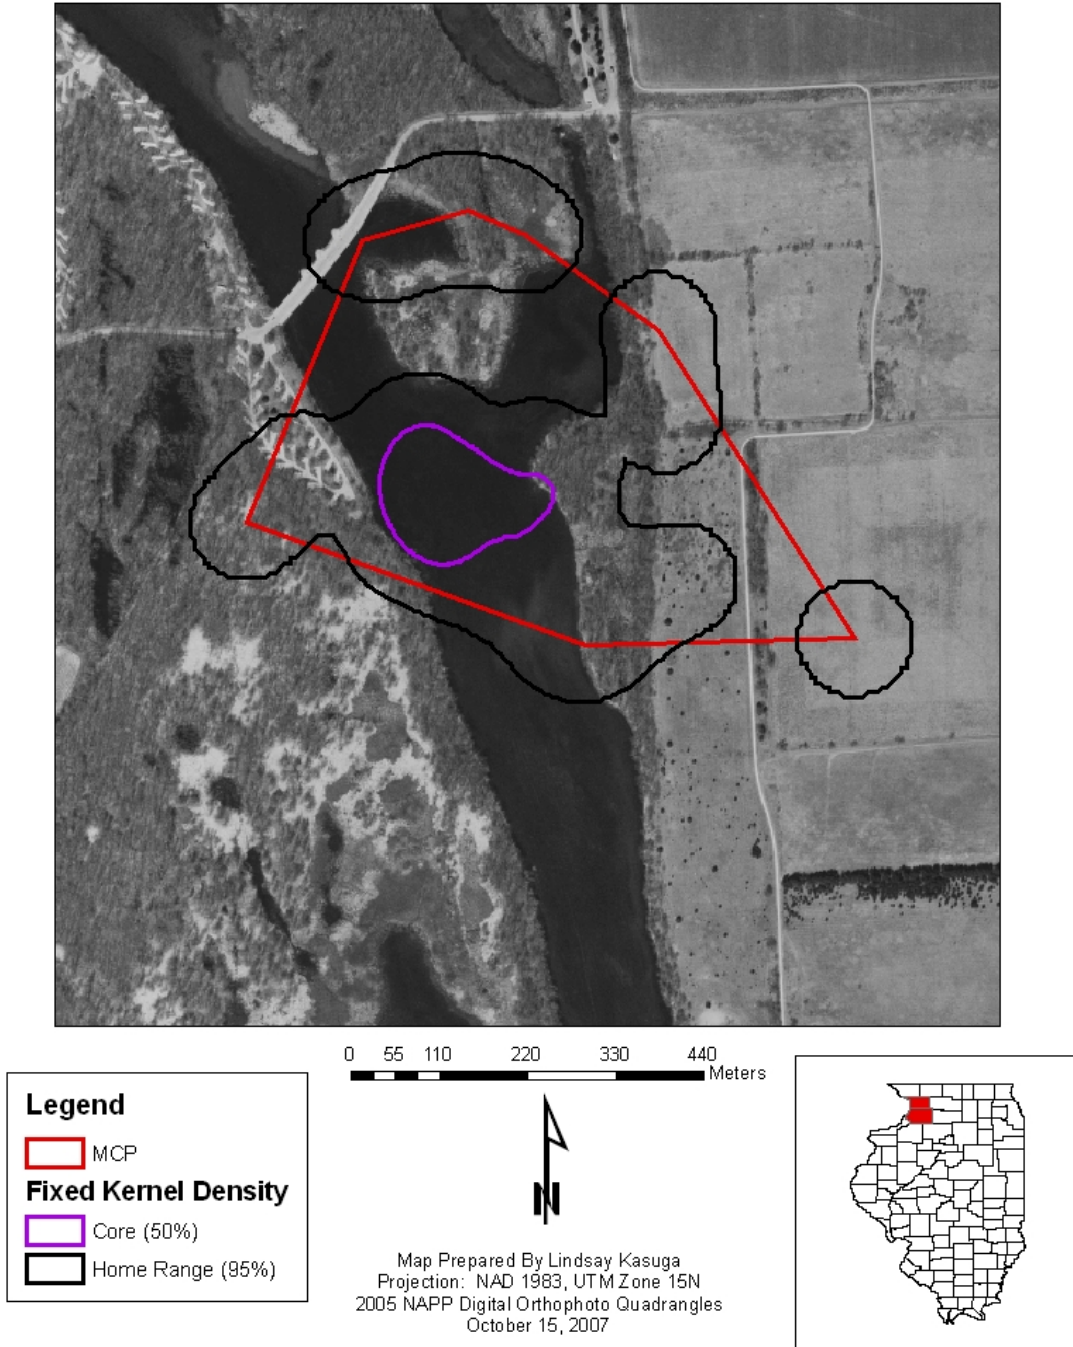 0 55 110 220 330 440
Meters
Legend
MCP
Fixed Kernel Density
Core (50%)
Home Range (95%)
N
Map Prepared By Lindsay Kasuga
Projection: NAD 1983, UTM Zone 15N
2005 NAPP Digital Orthophoto Quadrangles
October 15, 2007